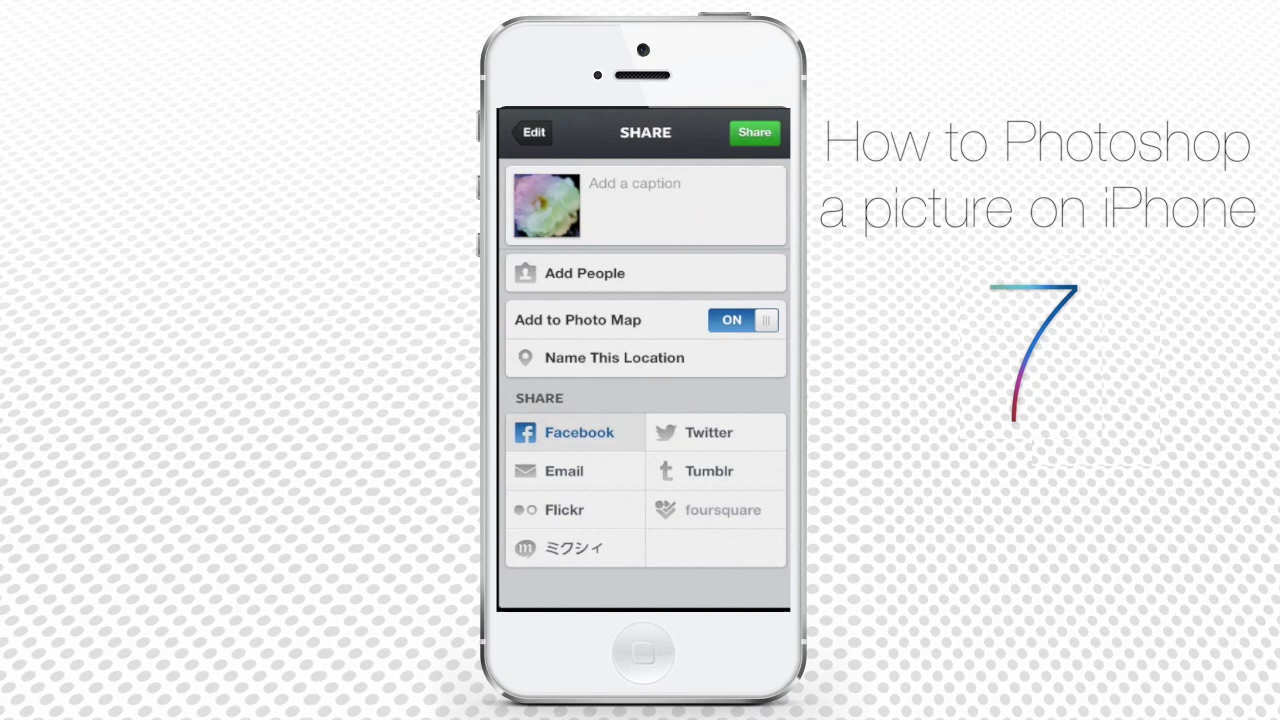 How to Photoshop
a picture on iPhone
7
Edit
SHARE
Share
Add a caption
Add People
Add to Photo Map
ON
Name This Location
SHARE
Facebook
Twitter
Email
Tumblr
Flickr
foursquare
ミクシィ